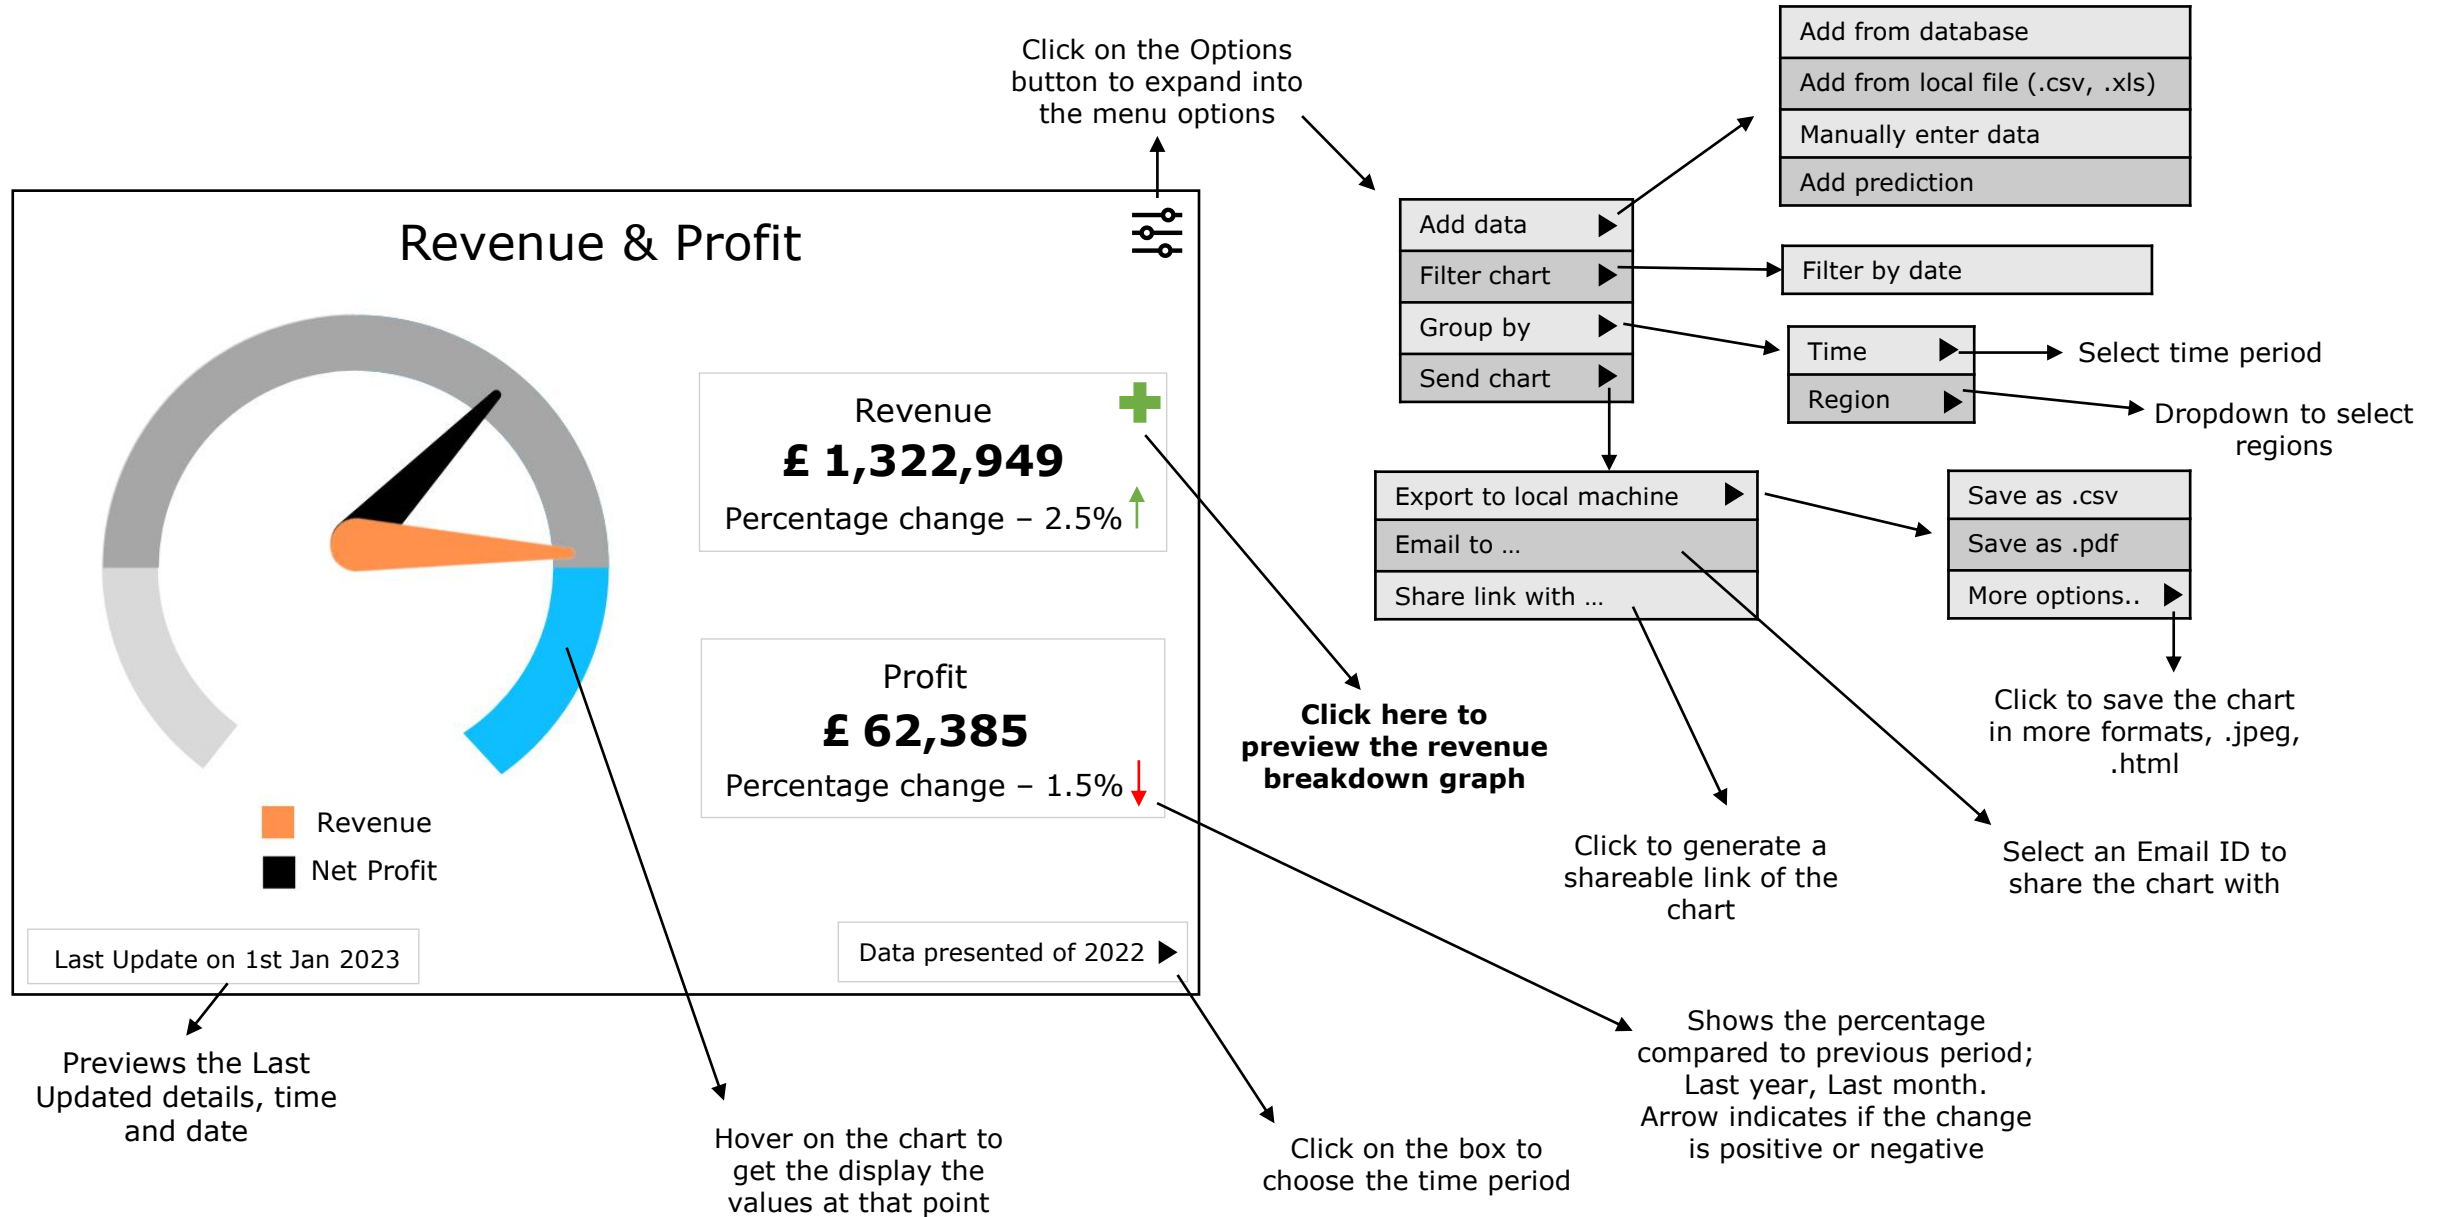 Click on the Options
button to expand into
the menu options
Add from database
Add from local file (.csv, .xls)
Manually enter data
Add prediction
Add data
Filter chart
Group by
Send chart
Filter by date
Time
Region
Select time period
Dropdown to select
regions
Export to local machine
Email to ...
Share link with ...
Save as .csv
Save as .pdf
More options..
Click to save the chart
in more formats, .jpeg,
.html
Revenue & Profit
Revenue
£ 1,322,949
Percentage change – 2.5%
Profit
£ 62,385
Percentage change – 1.5%
Revenue
Net Profit
Last Update on 1st Jan 2023
Data presented of 2022
Click here to
preview the revenue
breakdown graph
Click to generate a
shareable link of the
chart
Select an Email ID to
share the chart with
Previews the Last
Updated details, time
and date
Hover on the chart to
get the display the
values at that point
Click on the box to
choose the time period
Shows the percentage
compared to previous period;
Last year, Last month.
Arrow indicates if the change
is positive or negative